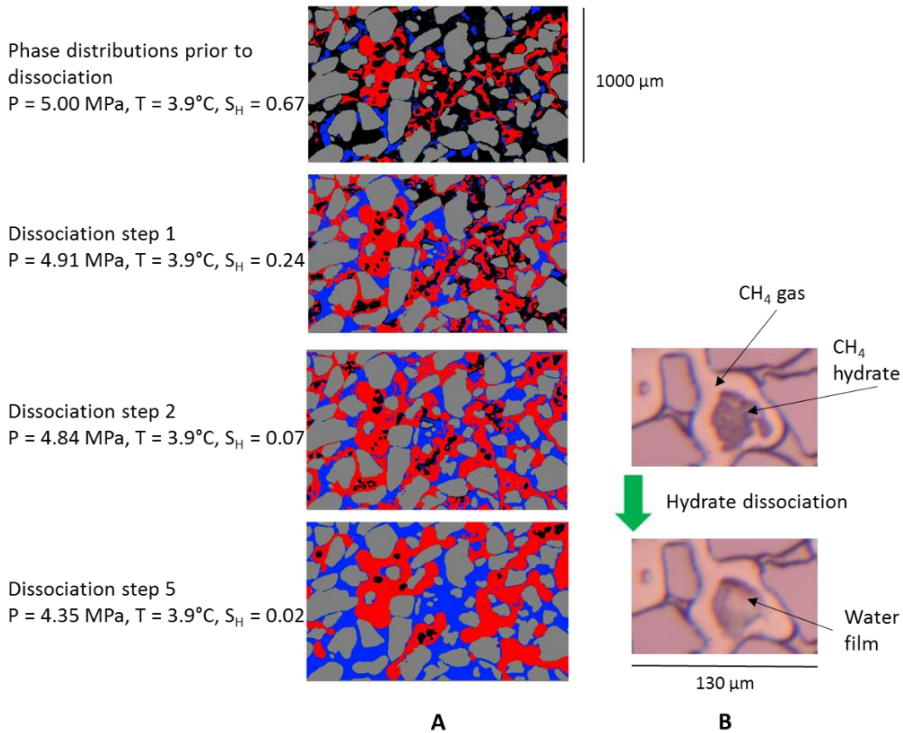 Phase distributions prior to
dissociation
P = 5.00 MPa, T = 3.9°C, S_H = 0.67
1000 μm
Dissociation step 1
P = 4.91 MPa, T = 3.9°C, S_H = 0.24
CH₄ gas
CH₄
hydrate
Dissociation step 2
P = 4.84 MPa, T = 3.9°C, S_H = 0.07
Hydrate dissociation
Dissociation step 5
P = 4.35 MPa, T = 3.9°C, S_H = 0.02
Water
film
130 μm
A
B